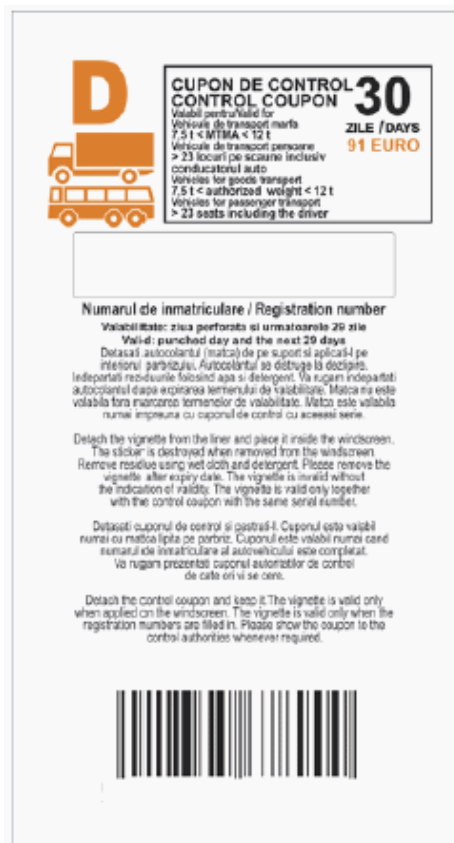 D
CUPON DE CONTROL
CONTROL COUPON
30
ZILE / DAYS
91 EURO
Valabil pentru/Valid for
Vehicule de transport marfa
7,5 t < MTMA < 12 t
Vehicule de transport persoane
> 23 locuri pe scaune inclusiv
conducatorul auto
Vehicles for goods transport
7,5 t < authorized weight < 12 t
Vehicles for passenger transport
> 23 seats including the driver
Numarul de inmatriculare / Registration number
Valabilitate: ziua perforata si urmatoarele 29 zile
Valid: punched day and the next 29 days
Detasati autocolantul (matca) de pe suport si aplicati-l pe
interiorul parbrizului. Autocolantul se distruge la dezlipire.
Indepartati reziduurile folosind apa si detergent. Va rugam indepartati
autocolantul dupa expirarea termenului de valabilitate. Matca nu este
valabila fara marcarea termenelor de valabilitate. Matca este valabila
numai impreuna cu cuponul de control cu aceeasi serie.
Detach the vignette from the liner and place it inside the windscreen.
The sticker is destroyed when removed from the windscreen.
Remove residue using wet cloth and detergent. Please remove the
vignette after expiry date. The vignette is invalid without
the indication of validity. The vignette is valid only together
with the control coupon with the same serial number.
Detasati cuponul de control si pastrati-l. Cuponul este valabil
numai cu matca lipita pe parbriz. Cuponul este valabil numai cand
numarul de inmatriculare al autovehiculului este completat.
Va rugam prezentati cuponul autoritatilor de control
de cate ori vi se cere.
Detach the control coupon and keep it. The vignette is valid only
when applied on the windscreen. The vignette is valid only when the
registration numbers are filled in. Please show the coupon to the
control authorities whenever required.